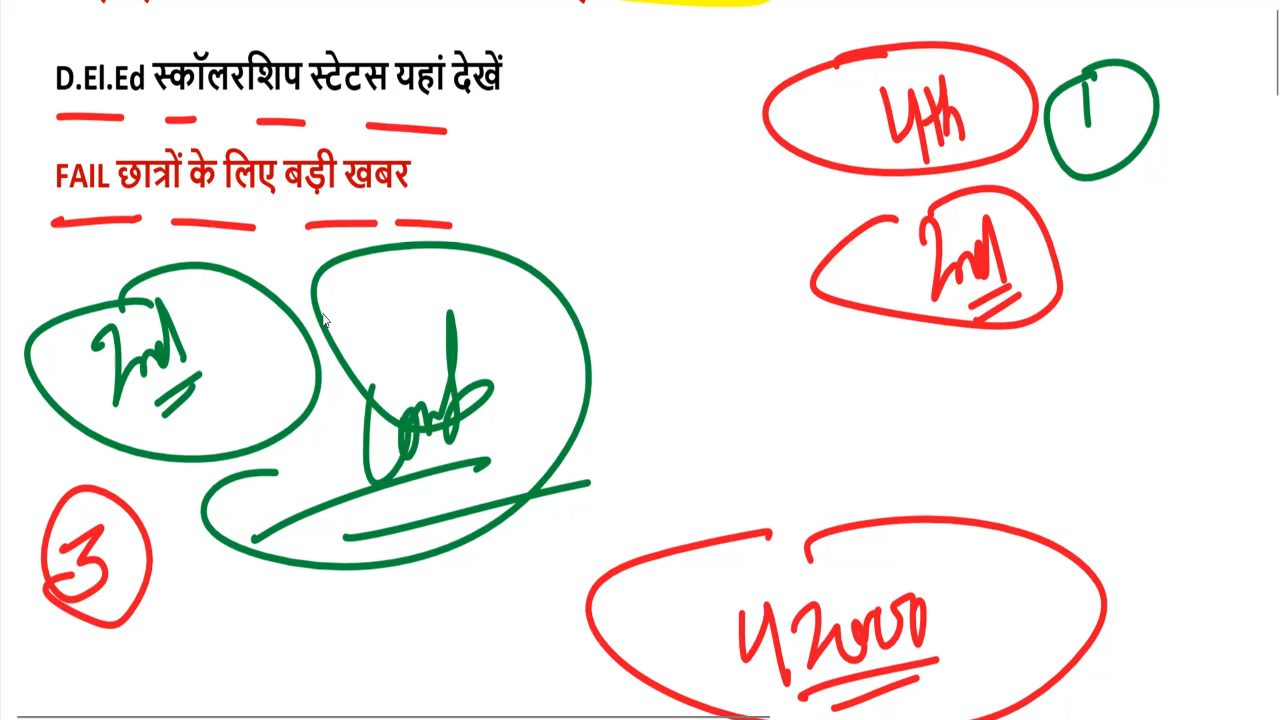 D.El.Ed स्कॉलरशिप स्टेटस यहां देखें
4th
1
FAIL छात्रों के लिए बड़ी खबर
2nd
2nd
3
42000